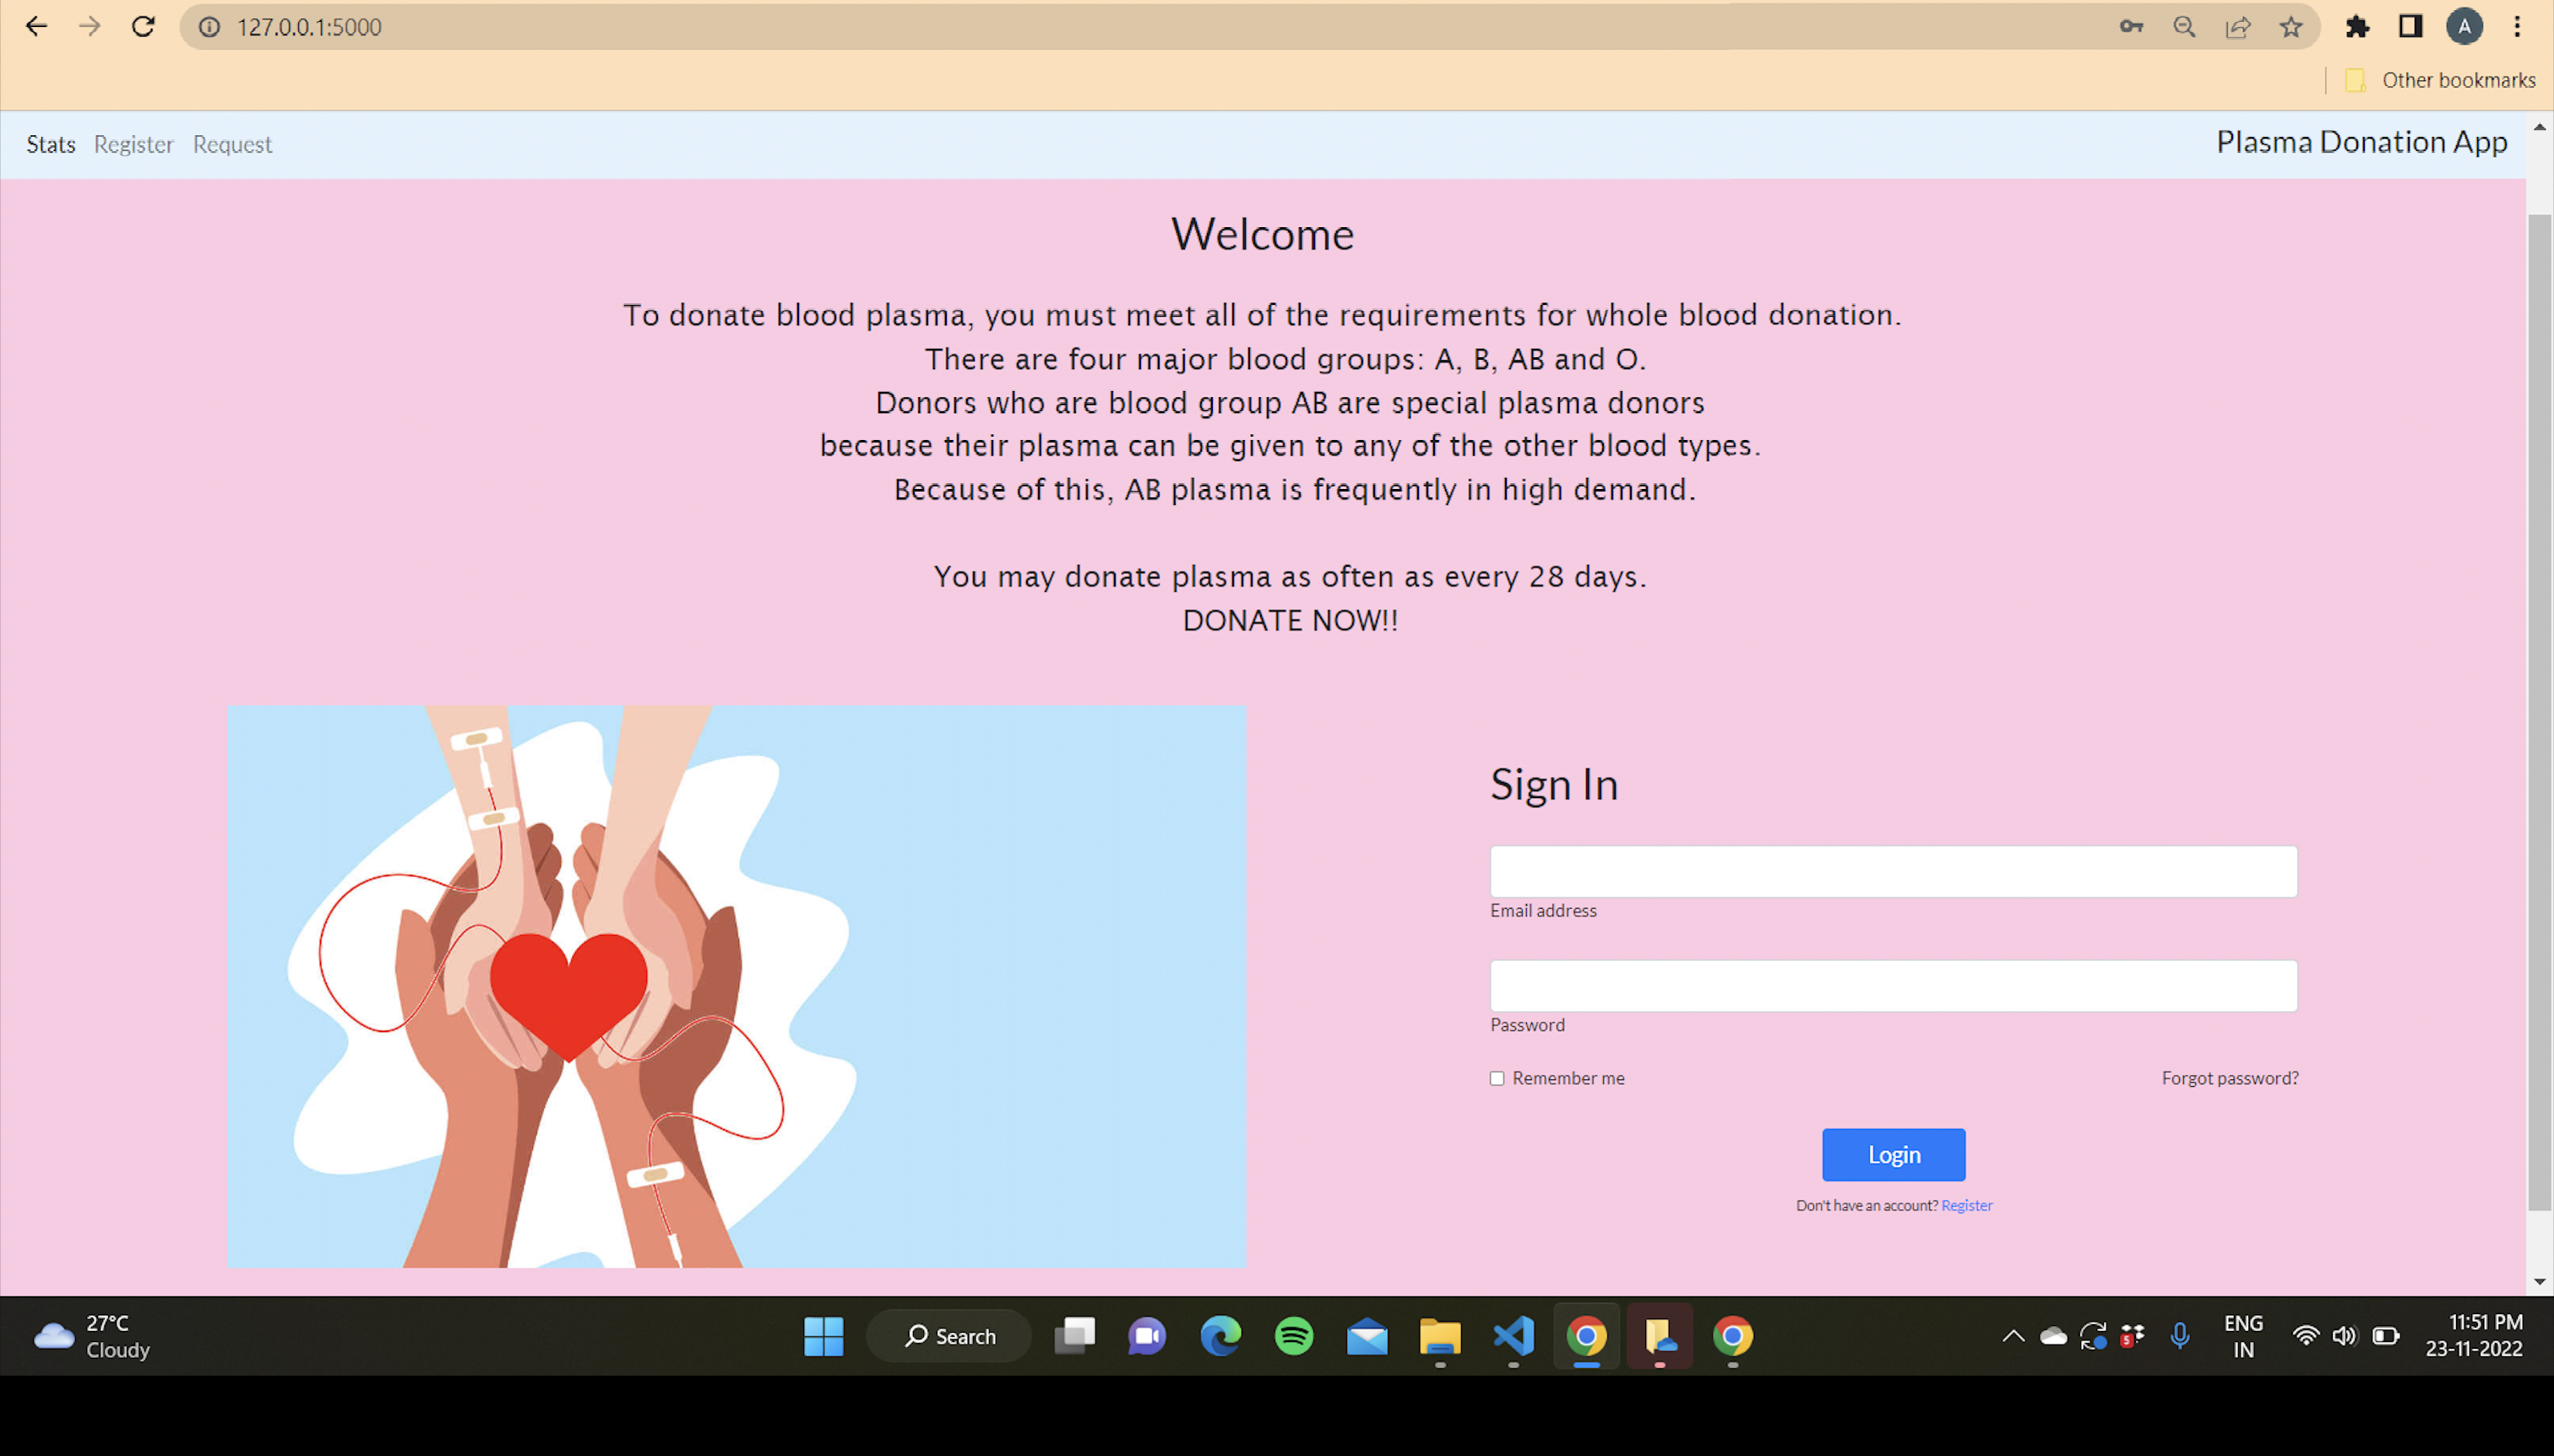 127.0.0.1:5000
A
Other bookmarks
Stats Register Request
Plasma Donation App
Welcome
To donate blood plasma, you must meet all of the requirements for whole blood donation.
There are four major blood groups: A, B, AB and O.
Donors who are blood group AB are special plasma donors
because their plasma can be given to any of the other blood types.
Because of this, AB plasma is frequently in high demand.
You may donate plasma as often as every 28 days.
DONATE NOW!!
Sign In
Email address
Password
Remember me
Forgot password?
Login
Don't have an account? Register
27°C
Cloudy
Search
5
ENG
IN
11:51 PM
23-11-2022